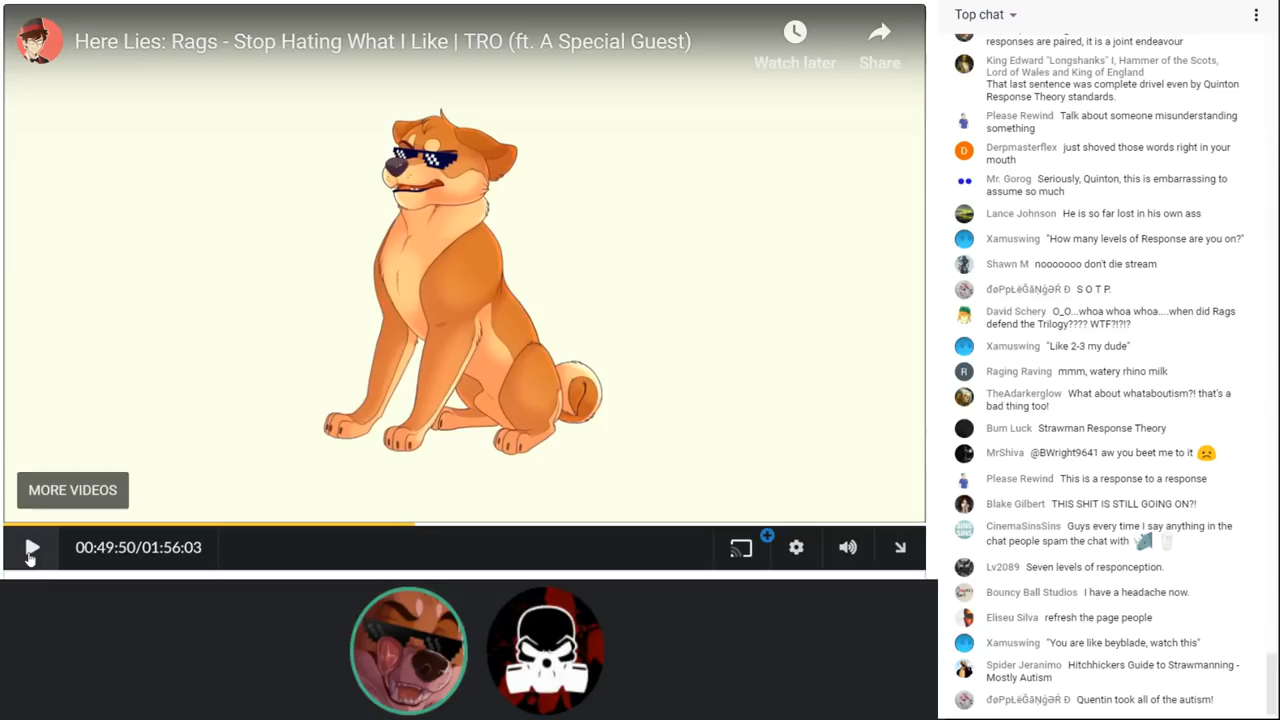 Here Lies: Rags - Stop Hating What I Like | TRO (ft. A Special Guest)
Watch later
Share
MORE VIDEOS
00:49:50/01:56:03
Top chat
responses are paired, it is a joint endeavour
King Edward "Longshanks" I, Hammer of the Scots,
Lord of Wales and King of England
That last sentence was complete drivel even by Quinton
Response Theory standards.
Please Rewind Talk about someone misunderstanding
something
Derpmasterflex just shoved those words right in your
mouth
Mr. Gorog Seriously, Quinton, this is embarrassing to
assume so much
Lance Johnson He is so far lost in his own ass
Xamuswing "How many levels of Response are you on?"
Shawn M nooooooo don't die stream
S O T P.
David Schery O_O...whoa whoa whoa....when did Rags
defend the Trilogy???? WTF?!?!?
Xamuswing "Like 2-3 my dude"
Raging Raving mmm, watery rhino milk
TheAdarkerglow What about whataboutism?! that's a
bad thing too!
Bum Luck Strawman Response Theory
MrShiva @BWright9641 aw you beet me to it
Please Rewind This is a response to a response
Blake Gilbert THIS SHIT IS STILL GOING ON?!
CinemaSinsSins Guys every time I say anything in the
chat people spam the chat with
Lv2089 Seven levels of responception.
Bouncy Ball Studios I have a headache now.
Eliseu Silva refresh the page people
Xamuswing "You are like beyblade, watch this"
Spider Jeranimo Hitchhickers Guide to Strawmanning -
Mostly Autism
Quentin took all of the autism!